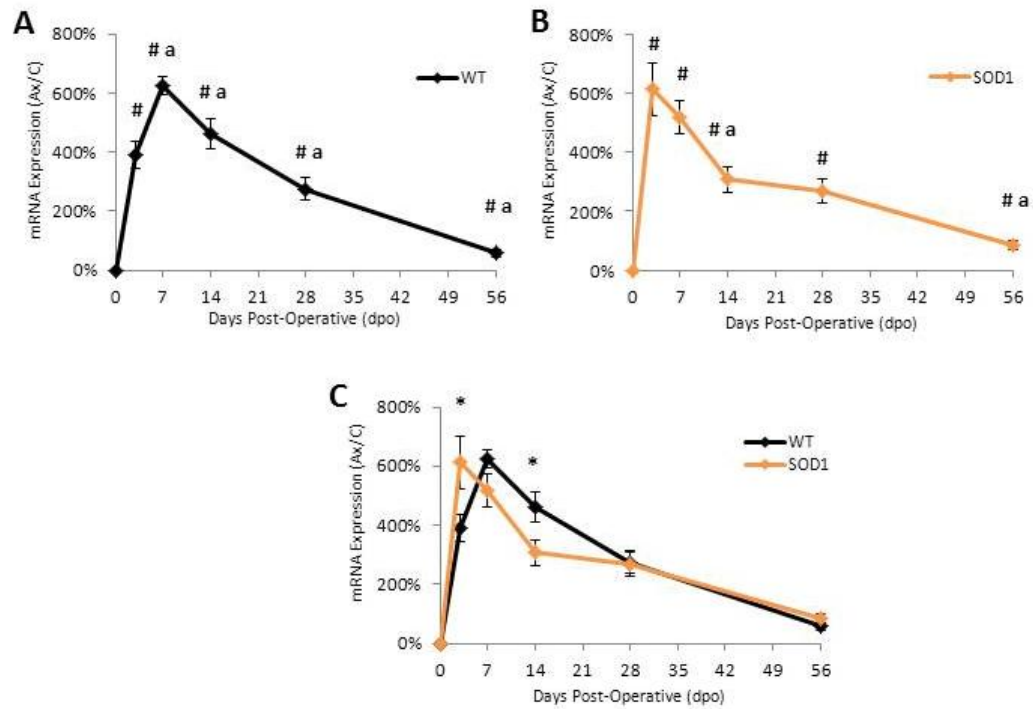 A
mRNA Expression (Ax/C)
800%
600%
400%
200%
0%
# 
# a
# a
# a
# a
WT
0 7 14 21 28 35 42 49 56
Days Post-Operative (dpo)
B
mRNA Expression (Ax/C)
800%
600%
400%
200%
0%
#
#
# a
#
# a
SOD1
0 7 14 21 28 35 42 49 56
Days Post-Operative (dpo)
C
mRNA Expression (Ax/C)
800%
600%
400%
200%
0%
*
*
WT
SOD1
0 7 14 21 28 35 42 49 56
Days Post-Operative (dpo)